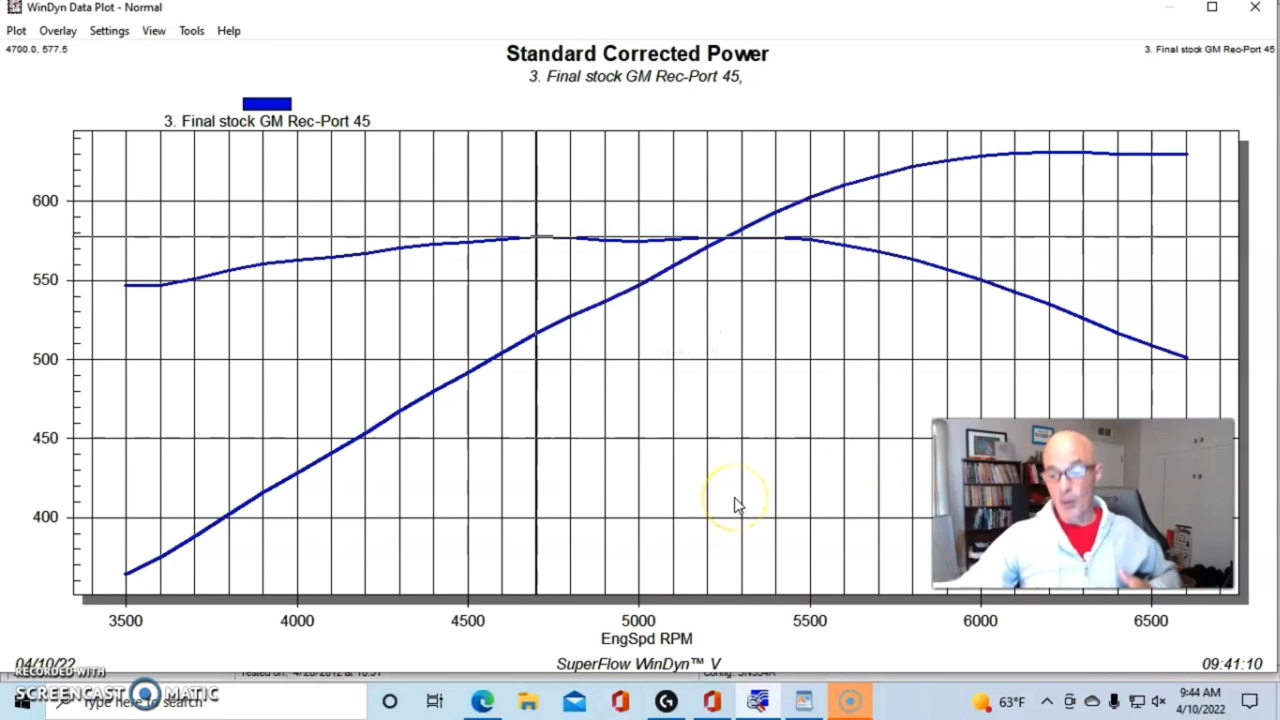 WinDyn Data Plot - Normal
Plot Overlay Settings View Tools Help
4700.0, 577.5
3. Final stock GM Rec-Port 45
Standard Corrected Power
3. Final stock GM Rec-Port 45,
3. Final stock GM Rec-Port 45
600
550
500
450
400
3500 4000 4500 5000 5500 6000 6500
EngSpd RPM
04/10/22 SuperFlow WinDyn™ V 09:41:10
RECORDED WITH
SCREENCAST MATIC
Type here to search
63°F
9:44 AM
4/10/2022